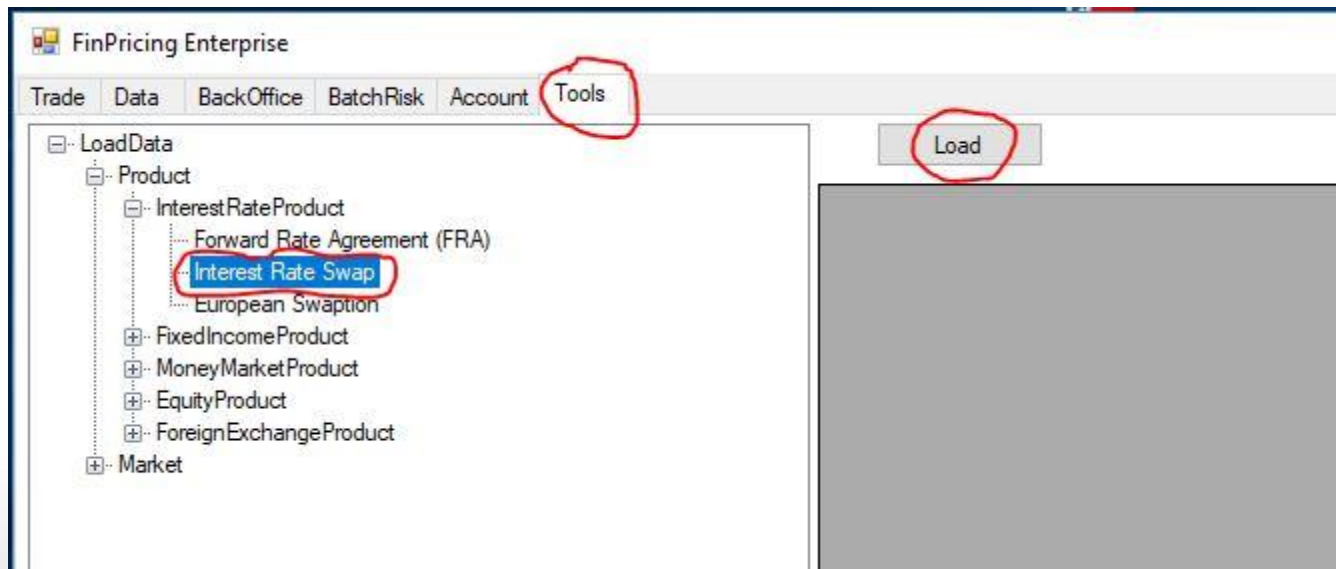 FinPricing Enterprise
Trade Data BackOffice BatchRisk Account Tools
LoadData
Product
InterestRateProduct
Forward Rate Agreement (FRA)
Interest Rate Swap
European Swaption
FixedIncomeProduct
MoneyMarketProduct
EquityProduct
ForeignExchangeProduct
Market
Load